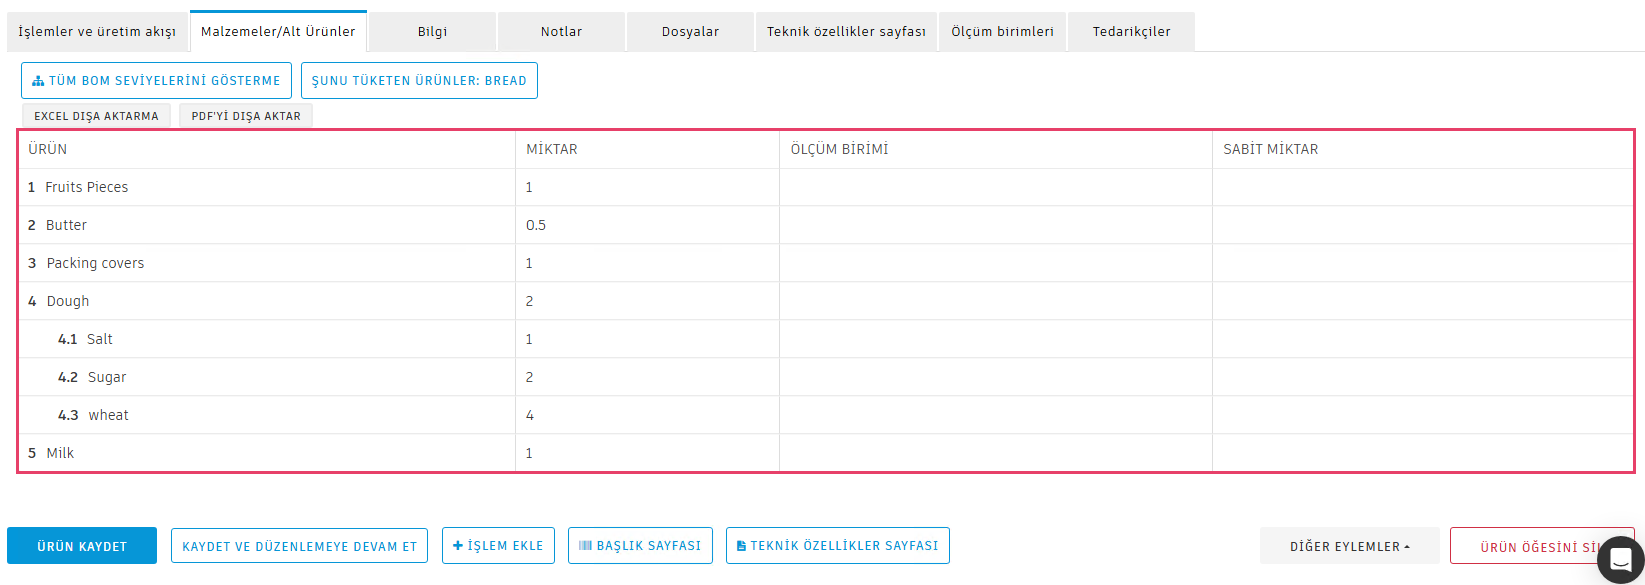 İşlemler ve üretim akışı Malzemeler/Alt Ürünler Bilgi Notlar Dosyalar Teknik özellikler sayfası Ölçüm birimleri Tedarikçiler
TÜM BOM SEVİYELERİNİ GÖSTERME ŞUNU TÜKETEN ÜRÜNLER: BREAD
EXCEL DIŞA AKTARMA PDF'Yİ DIŞA AKTAR
ÜRÜN MİKTAR ÖLÇÜM BİRİMİ SABİT MİKTAR
1 Fruits Pieces 1
2 Butter 0.5
3 Packing covers 1
4 Dough 2
4.1 Salt 1
4.2 Sugar 2
4.3 wheat 4
5 Milk 1
ÜRÜN KAYDET KAYDET VE DÜZENLEMEYE DEVAM ET + İŞLEM EKLE BAŞLIK SAYFASI TEKNİK ÖZELLİKLER SAYFASI DİĞER EYLEMLER ÜRÜN ÖĞESİNİ